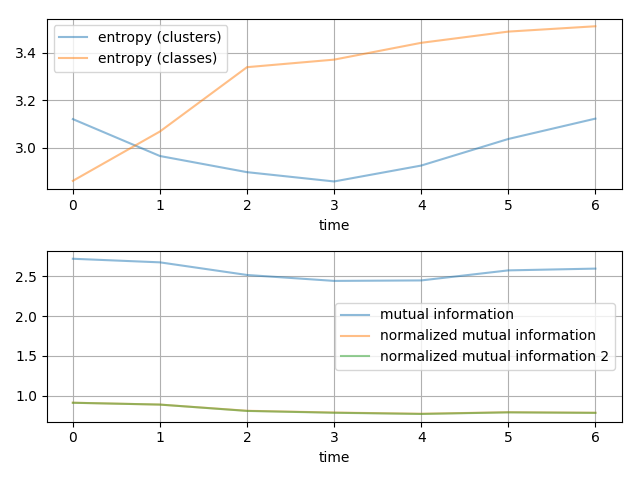 entropy (clusters)
entropy (classes)
3.4
3.2
3.0
0 1 2 3 4 5 6
time
2.5
2.0
1.5
1.0
mutual information
normalized mutual information
normalized mutual information 2
0 1 2 3 4 5 6
time